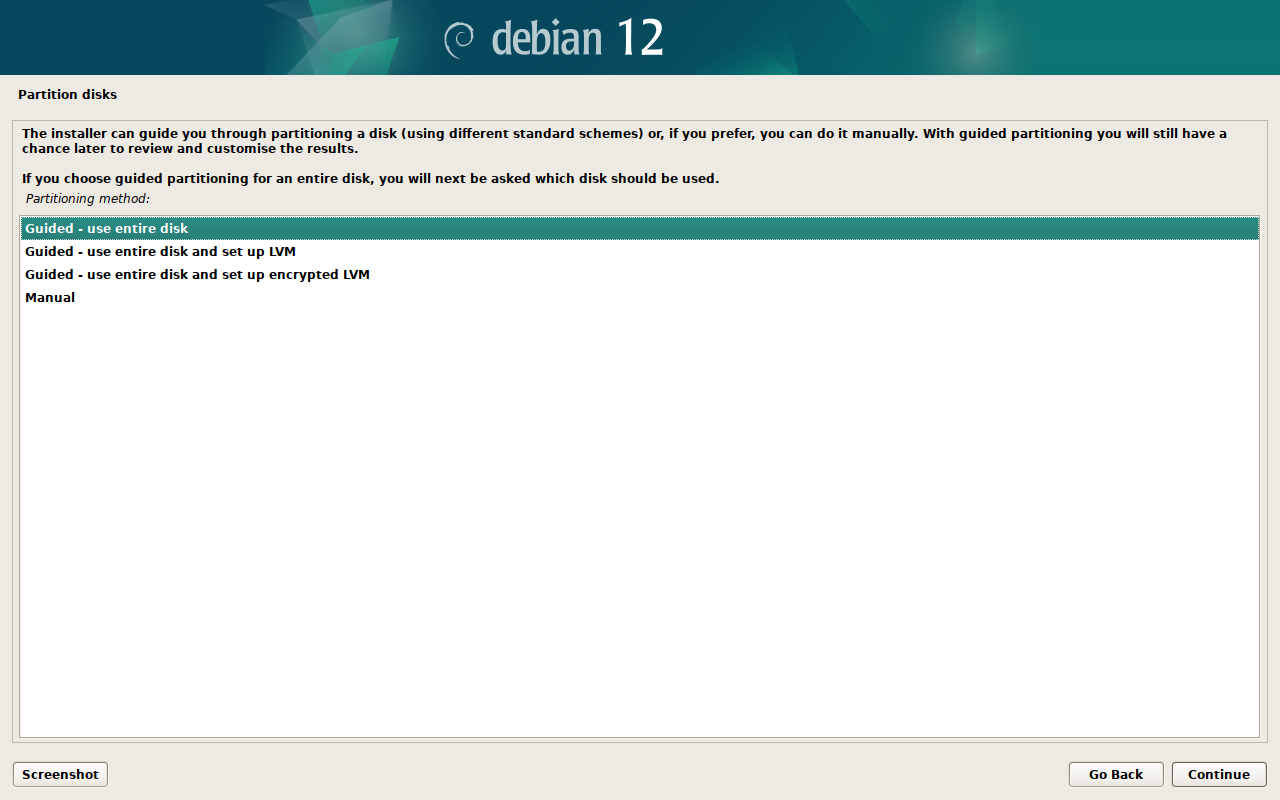 debian 12
Partition disks
The installer can guide you through partitioning a disk (using different standard schemes) or, if you prefer, you can do it manually. With guided partitioning you will still have a
chance later to review and customise the results.
If you choose guided partitioning for an entire disk, you will next be asked which disk should be used.
Partitioning method:
Guided - use entire disk
Guided - use entire disk and set up LVM
Guided - use entire disk and set up encrypted LVM
Manual
Screenshot
Go Back
Continue